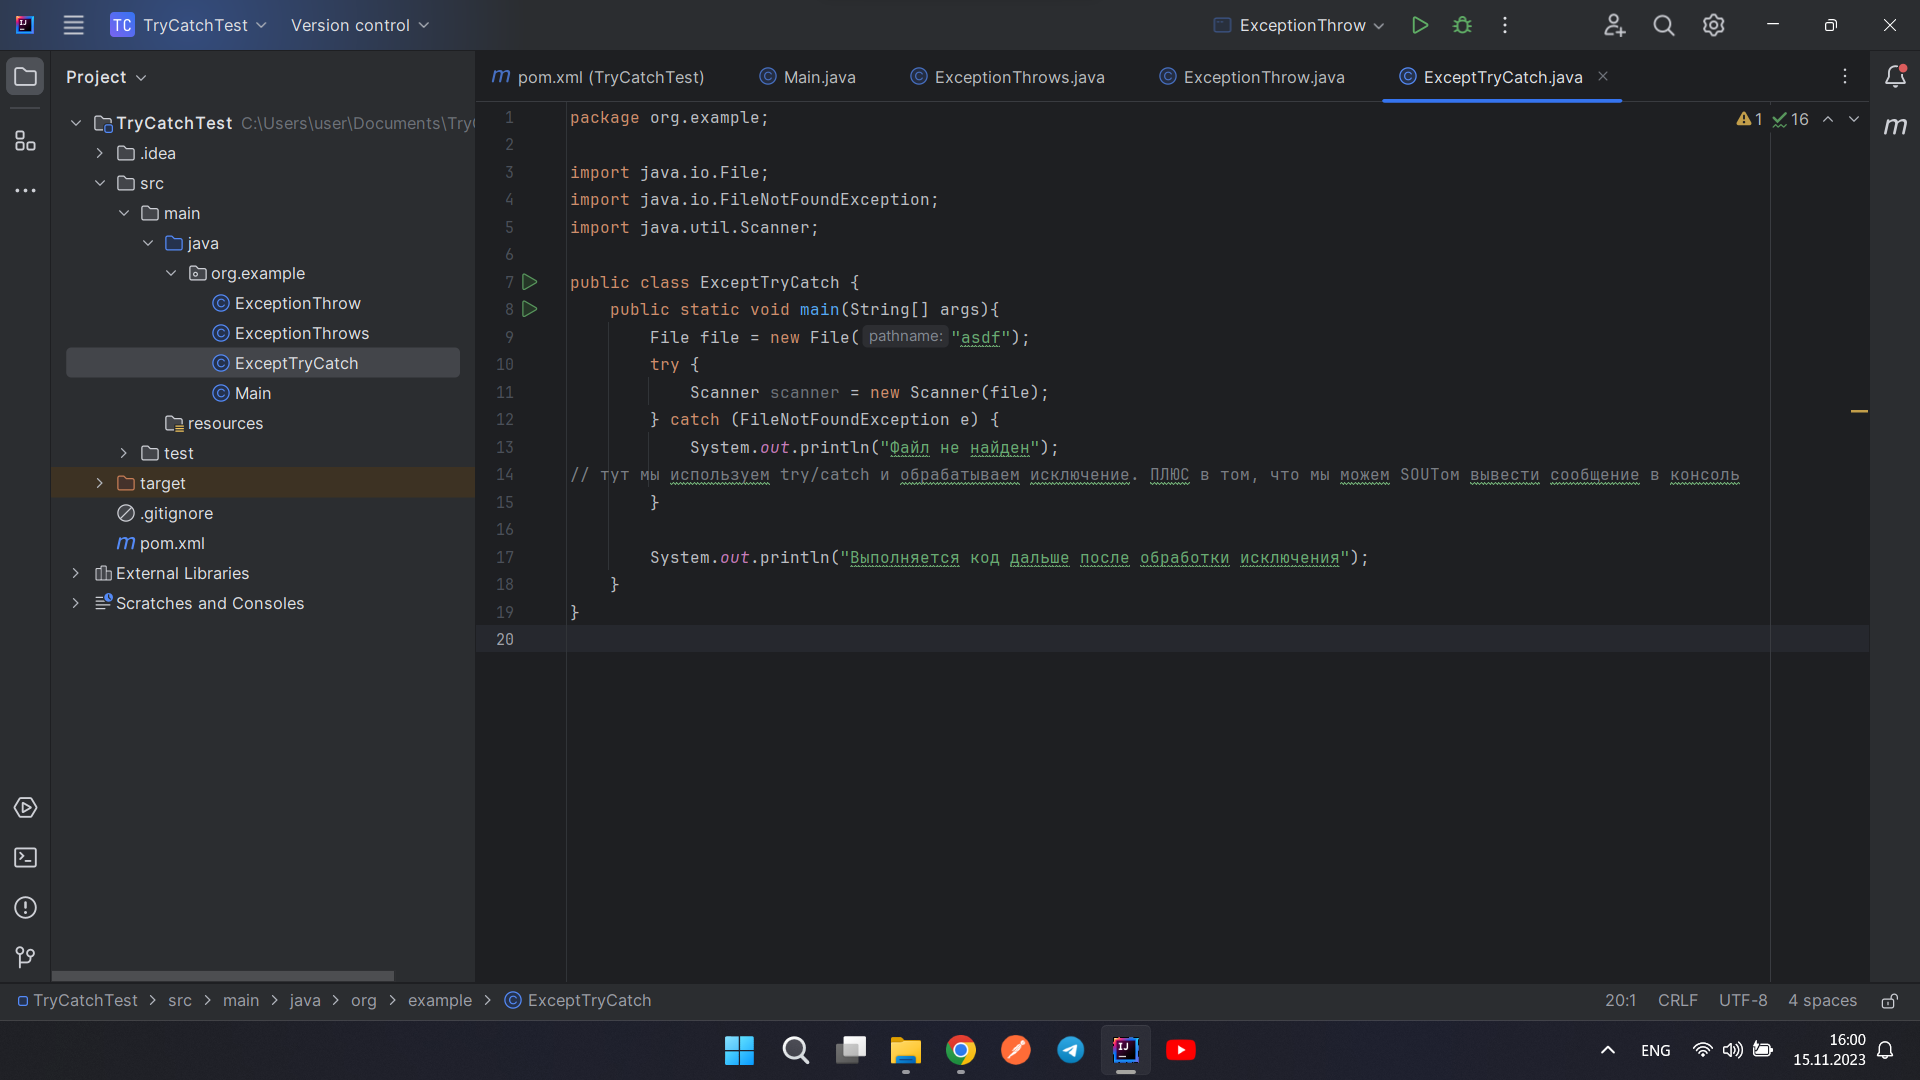 TC TryCatchTest Version control ExceptionThrow
Project
pom.xml (TryCatchTest) Main.java ExceptionThrows.java ExceptionThrow.java ExceptTryCatch.java
TryCatchTest C:\Users\user\Documents\Try
.idea
src
main
java
org.example
ExceptionThrow
ExceptionThrows
ExceptTryCatch
Main
resources
test
target
.gitignore
pom.xml
External Libraries
Scratches and Consoles
1 package org.example;
1 16
2
3 import java.io.File;
4 import java.io.FileNotFoundException;
5 import java.util.Scanner;
6
7 public class ExceptTryCatch {
8 public static void main(String[] args){
9 File file = new File( pathname: "asdf");
10 try {
11 Scanner scanner = new Scanner(file);
12 } catch (FileNotFoundException e) {
13 System.out.println("Файл не найден");
14 // тут мы используем try/catch и обрабатываем исключение. ПЛЮС в том, что мы можем SOUTом вывести сообщение в консоль
15 }
16
17 System.out.println("Выполняется код дальше после обработки исключения");
18 }
19 }
20
TryCatchTest > src > main > java > org > example > ExceptTryCatch
20:1 CRLF UTF-8 4 spaces
ENG
16:00
15.11.2023